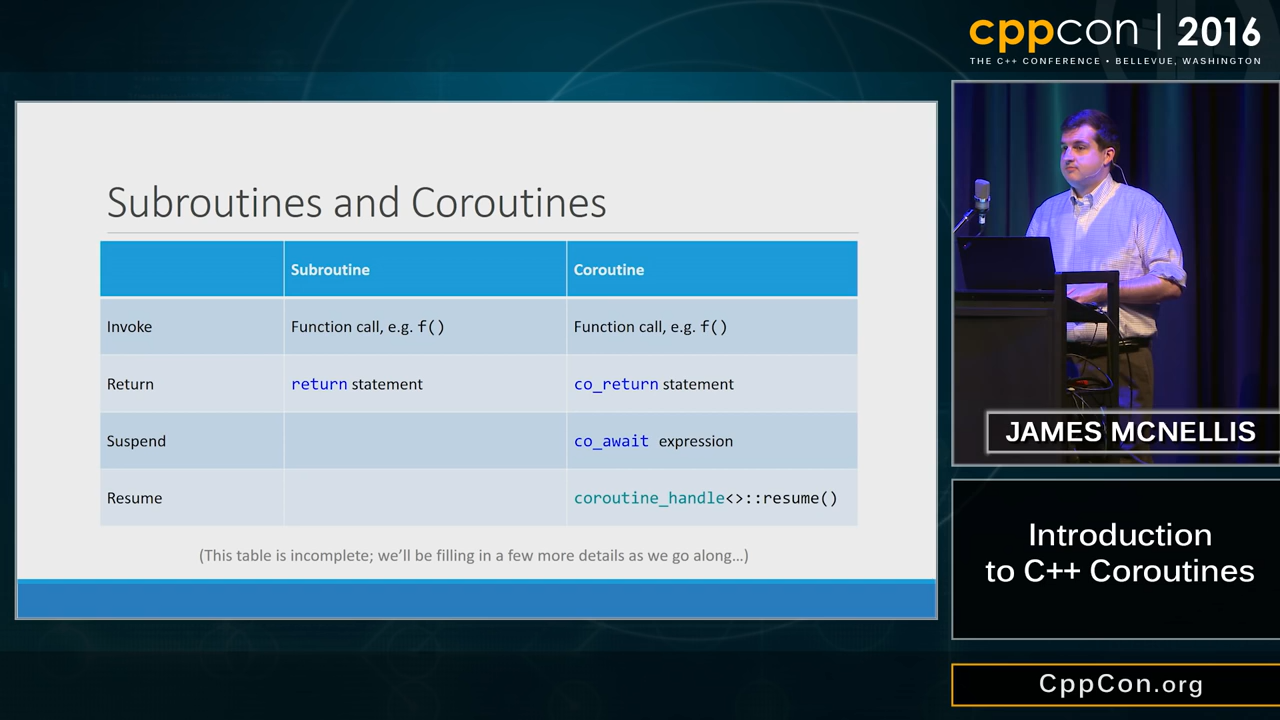 cppcon | 2016
THE C++ CONFERENCE • BELLEVUE, WASHINGTON
Subroutines and Coroutines
Subroutine Coroutine
Invoke Function call, e.g. f() Function call, e.g. f()
Return return statement co_return statement
Suspend co_await expression
Resume coroutine_handle<>::resume()
(This table is incomplete; we'll be filling in a few more details as we go along…)
JAMES MCNELLIS
Introduction
to C++ Coroutines
CppCon.org